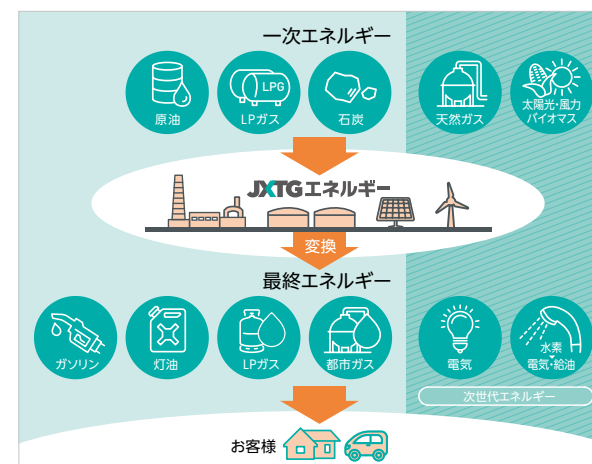 一次エネルギー
原油
LPG
LPガス
石炭
天然ガス
太陽光・風力
バイオマス
JXTGエネルギー
変換
最終エネルギー
ガソリン
灯油
LPガス
都市ガス
電気
水素
電気・給油
次世代エネルギー
お客様